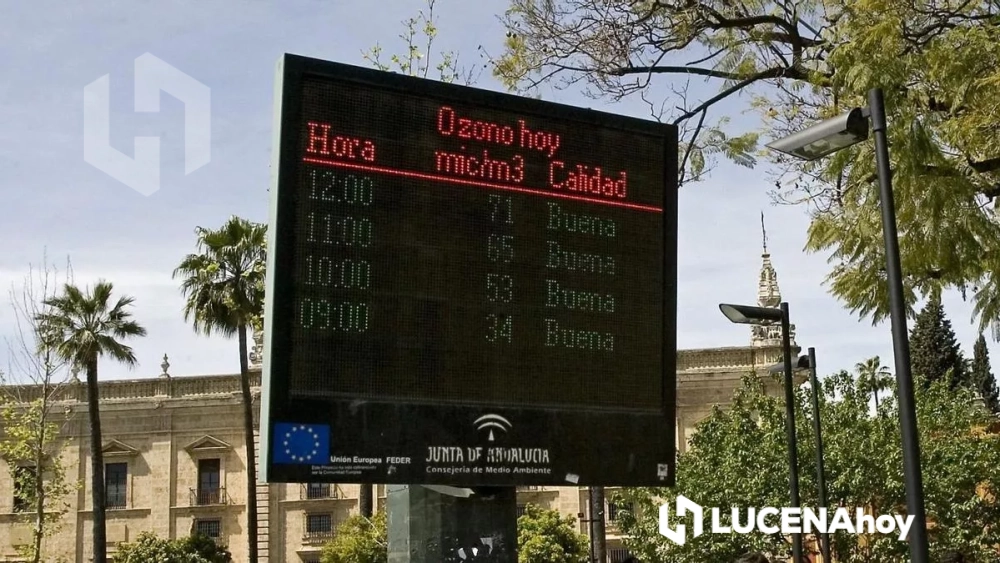 Ozono hoy
Hora mic/m3 Calidad
12:00 71 Buena
11:00 65 Buena
10:00 53 Buena
09:00 34 Buena
Unión Europea FEDER
JUNTA DE ANDALUCIA
Consejería de Medio Ambiente
LUCENAhoy